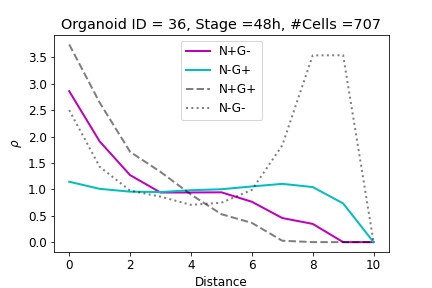 Organoid ID = 36, Stage =48h, #Cells =707
N+G-
N-G+
N+G+
N-G-
ρ
3.5
3.0
2.5
2.0
1.5
1.0
0.5
0.0
0 2 4 6 8 10
Distance